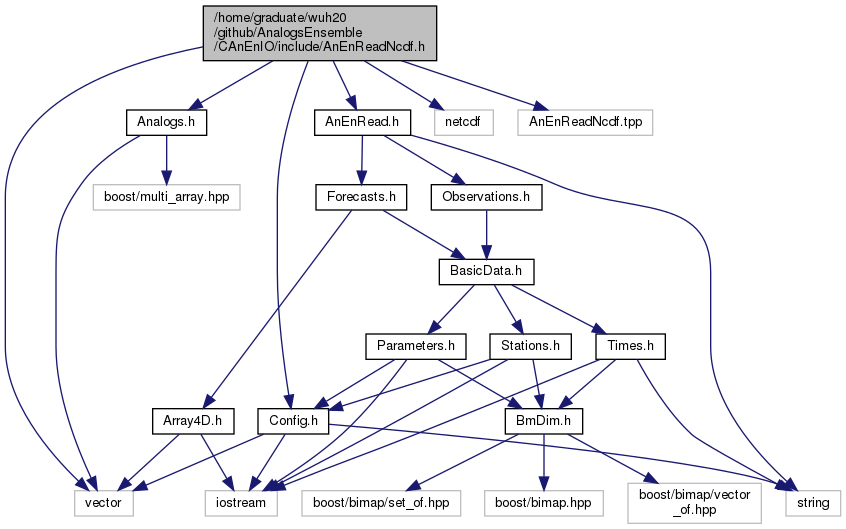 /home/graduate/wuh20
/github/AnalogsEnsemble
/CAnEnIO/include/AnEnReadNcdf.h
Analogs.h
AnEnRead.h
netcdf
AnEnReadNcdf.tpp
boost/multi_array.hpp
Forecasts.h
Observations.h
BasicData.h
Parameters.h
Stations.h
Times.h
Array4D.h
Config.h
BmDim.h
vector
iostream
boost/bimap/set_of.hpp
boost/bimap.hpp
boost/bimap/vector
_of.hpp
string